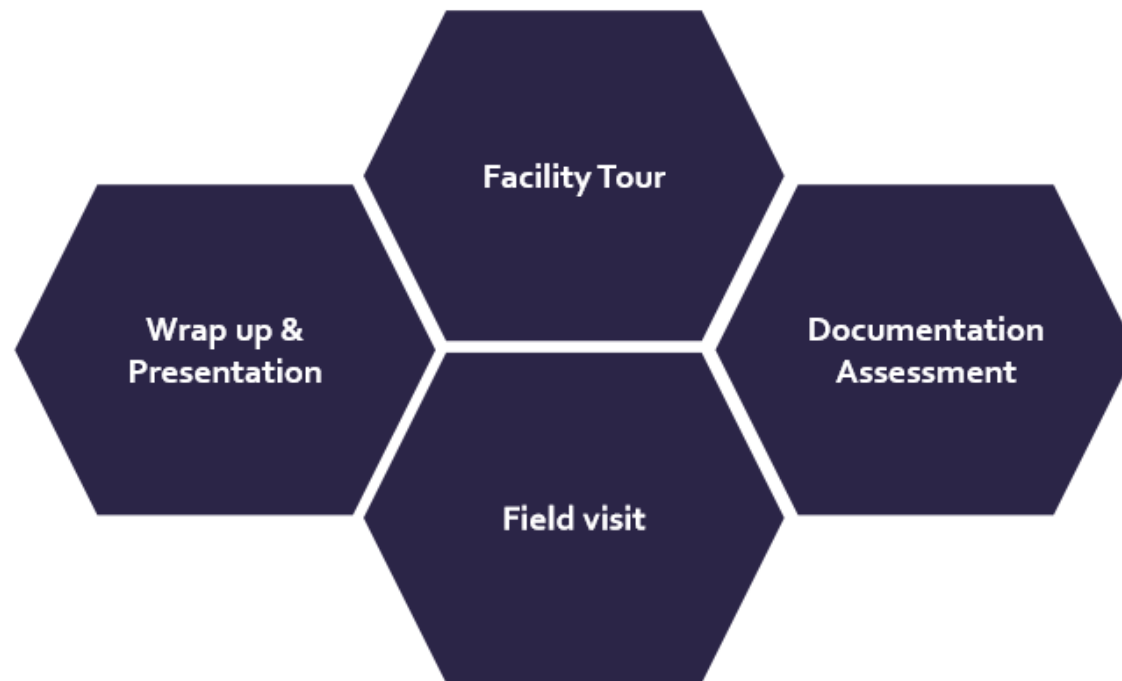 Facility Tour
Wrap up &
Presentation
Documentation
Assessment
Field visit